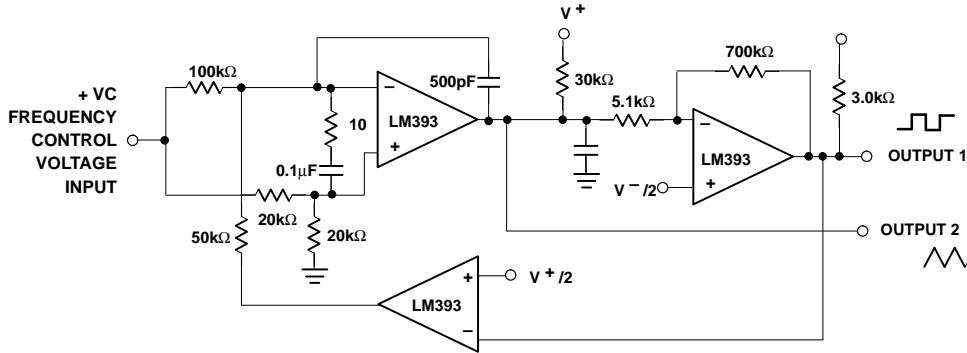 V+
100kΩ
+ VC
FREQUENCY
CONTROL
VOLTAGE
INPUT
−
LM393
+
500pF
10
0.1μF
20kΩ
20kΩ
50kΩ
30kΩ
5.1kΩ
700kΩ
−
LM393
+
V−/2
3.0kΩ
OUTPUT 1
OUTPUT 2
+
LM393
−
V+/2